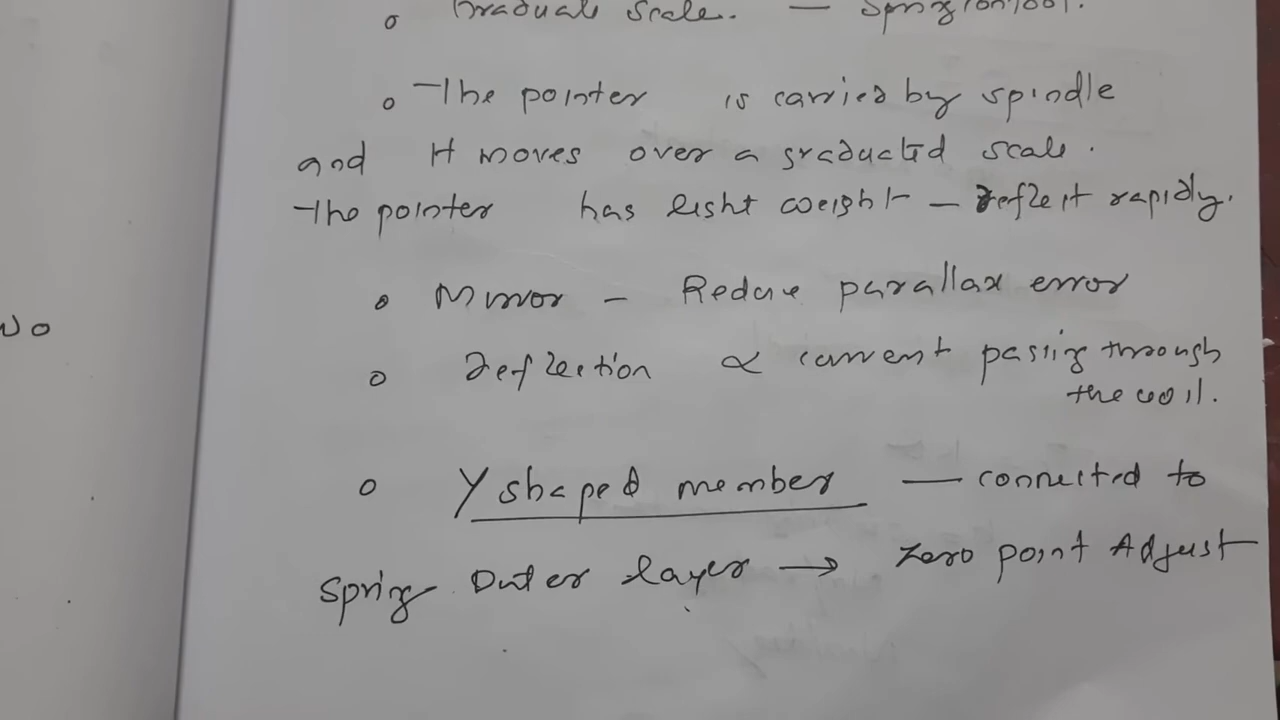 o Graduate Scale. — Spring control.
o The pointer is carried by spindle
and it moves over a graducted scale.
The pointer has light weight — deflect rapidly.
o Mirror — Reduce parallax error
No
o Deflection ∝ current passing through
the coil.
o Y shaped member — connected to
Spring Outer layer → Zero point Adjust